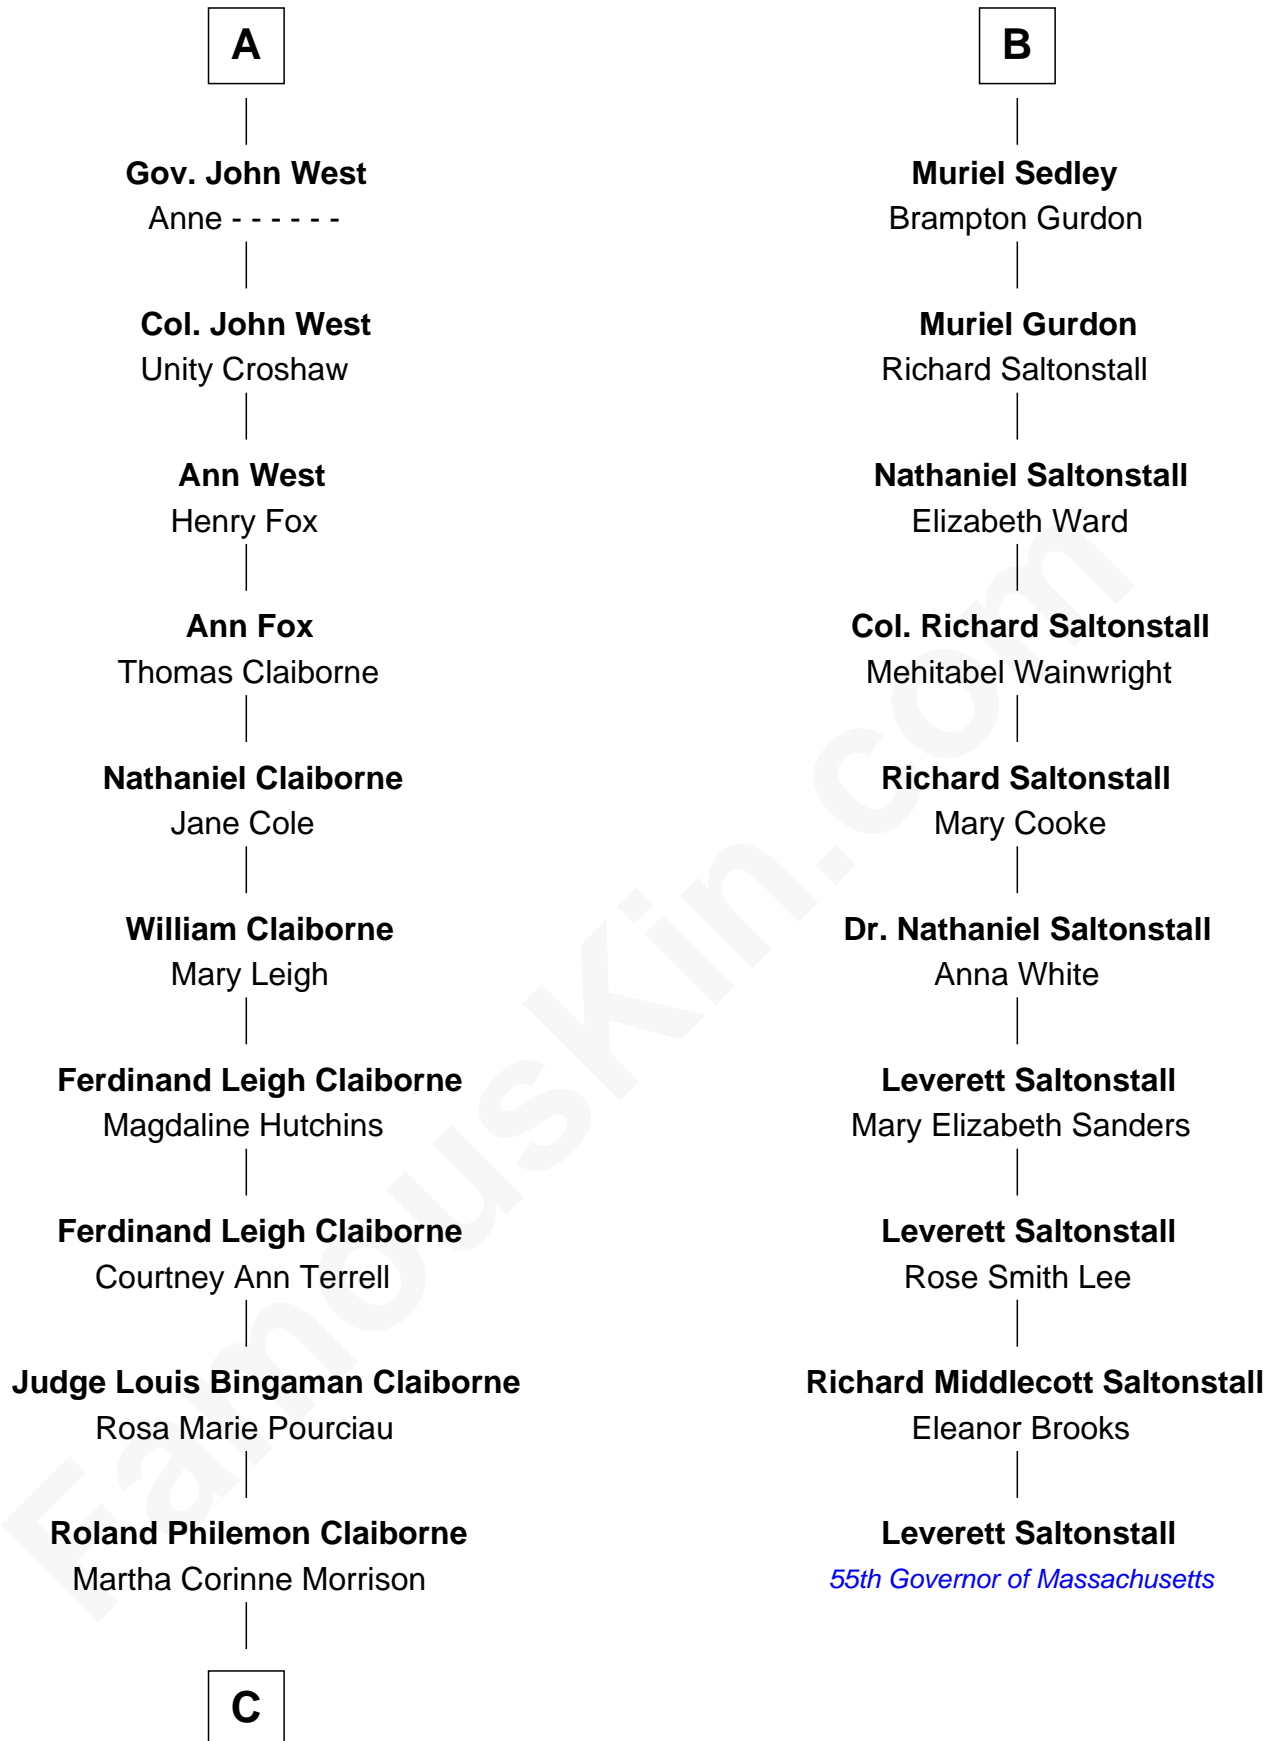 A
Gov. John West
Anne - - - - - -
Col. John West
Unity Croshaw
Ann West
Henry Fox
Ann Fox
Thomas Claiborne
Nathaniel Claiborne
Jane Cole
William Claiborne
Mary Leigh
Ferdinand Leigh Claiborne
Magdaline Hutchins
Ferdinand Leigh Claiborne
Courtney Ann Terrell
Judge Louis Bingaman Claiborne
Rosa Marie Pourciau
Roland Philemon Claiborne
Martha Corinne Morrison
C
B
Muriel Sedley
Brampton Gurdon
Muriel Gurdon
Richard Saltonstall
Nathaniel Saltonstall
Elizabeth Ward
Col. Richard Saltonstall
Mehitabel Wainwright
Richard Saltonstall
Mary Cooke
Dr. Nathaniel Saltonstall
Anna White
Leverett Saltonstall
Mary Elizabeth Sanders
Leverett Saltonstall
Rose Smith Lee
Richard Middlecott Saltonstall
Eleanor Brooks
Leverett Saltonstall
55th Governor of Massachusetts
FamousKin.com